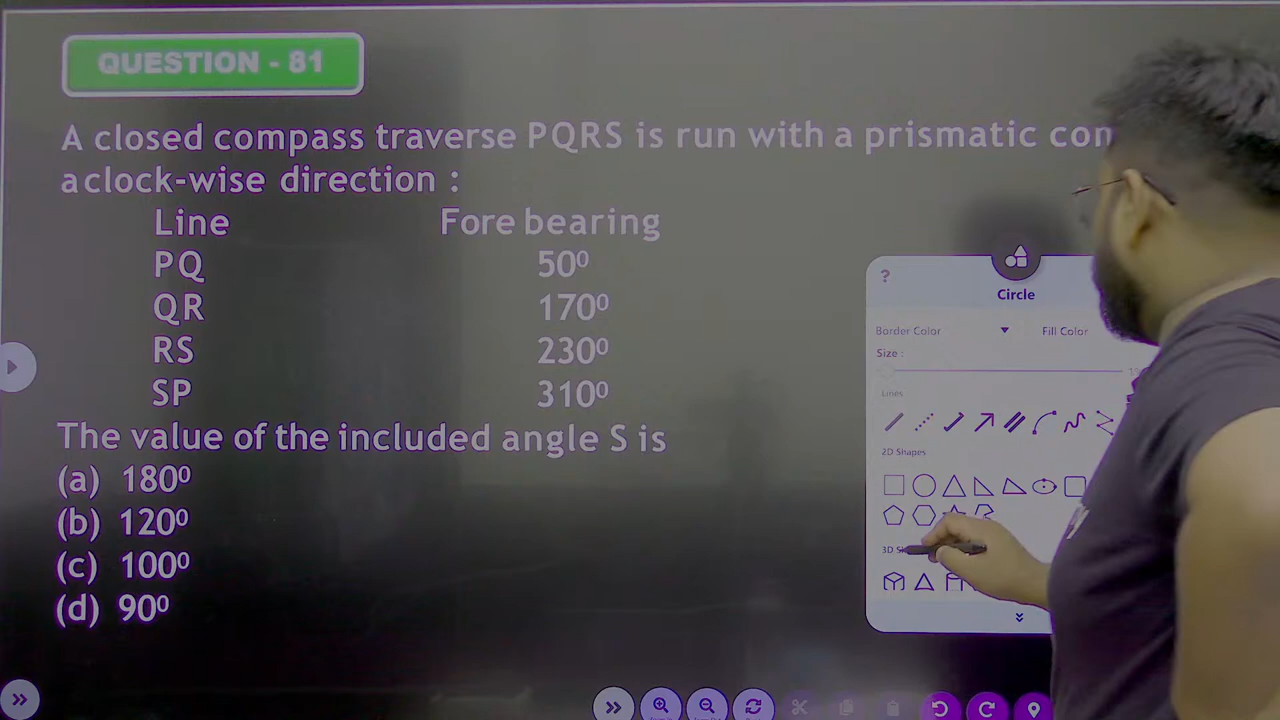 QUESTION - 81
A closed compass traverse PQRS is run with a prismatic
aclock-wise direction :
Line Fore bearing
PQ 50⁰
QR 170⁰
RS 230⁰
SP 310⁰
The value of the included angle S is
(a) 180⁰
(b) 120⁰
(c) 100⁰
(d) 90⁰
?
Circle
Border Color Fill Color
Size :
Lines
2D Shapes
3D